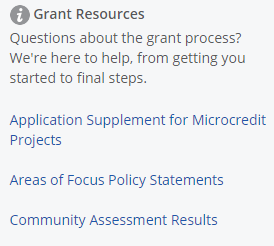 Grant Resources
Questions about the grant process?
We're here to help, from getting you
started to final steps.
Application Supplement for Microcredit
Projects
Areas of Focus Policy Statements
Community Assessment Results